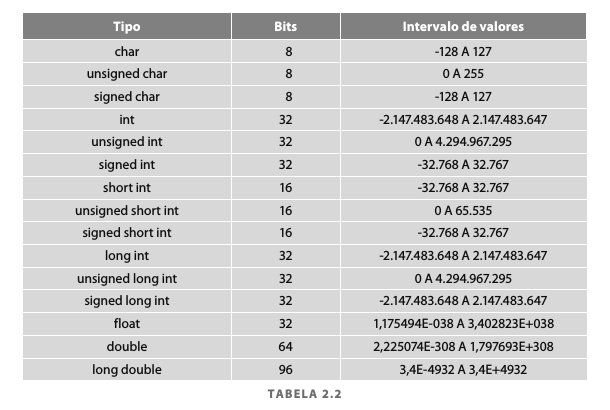 Tipo Bits Intervalo de valores
char 8 -128 A 127
unsigned char 8 0 A 255
signed char 8 -128 A 127
int 32 -2.147.483.648 A 2.147.483.647
unsigned int 32 0 A 4.294.967.295
signed int 32 -32.768 A 32.767
short int 16 -32.768 A 32.767
unsigned short int 16 0 A 65.535
signed short int 16 -32.768 A 32.767
long int 32 -2.147.483.648 A 2.147.483.647
unsigned long int 32 0 A 4.294.967.295
signed long int 32 -2.147.483.648 A 2.147.483.647
float 32 1,175494E-038 A 3,402823E+038
double 64 2,225074E-308 A 1,797693E+308
long double 96 3,4E-4932 A 3,4E+4932
TABELA 2.2